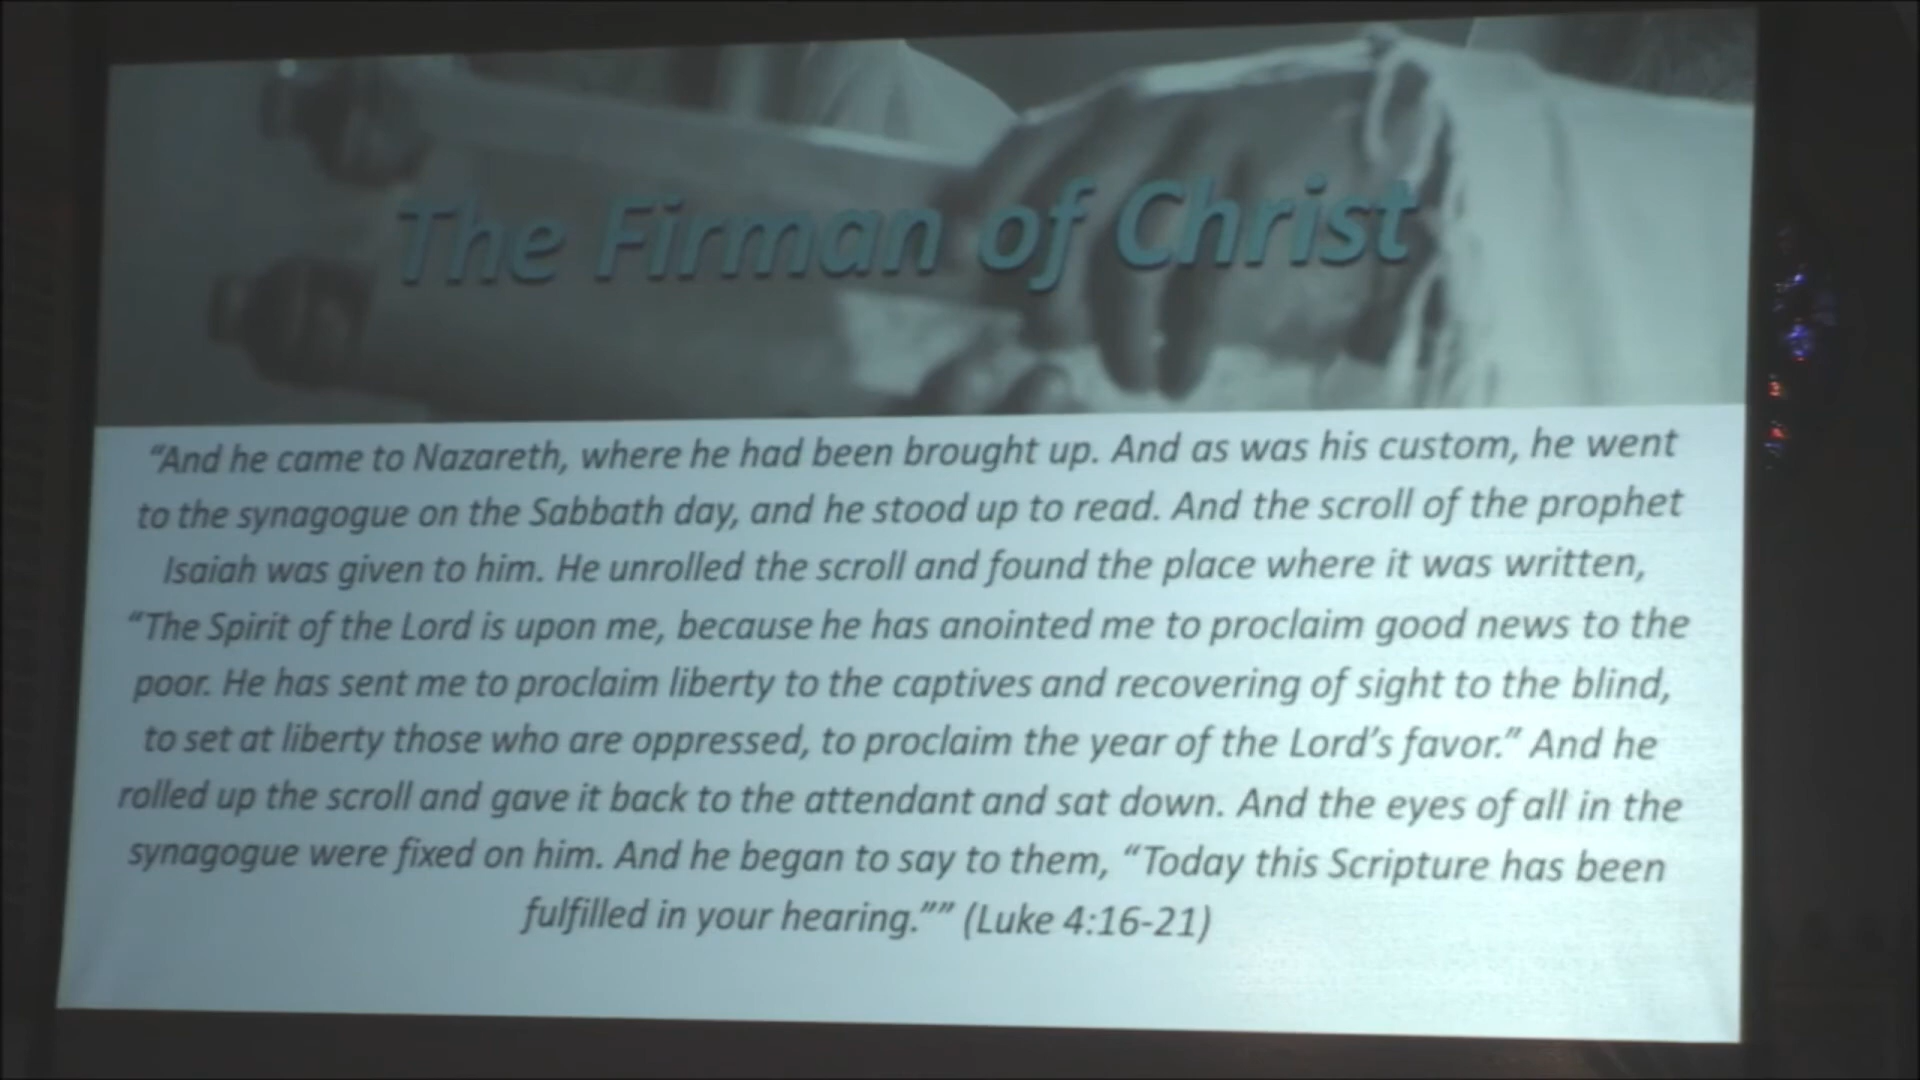 The Firman of Christ
“And he came to Nazareth, where he had been brought up. And as was his custom, he went
to the synagogue on the Sabbath day, and he stood up to read. And the scroll of the prophet
Isaiah was given to him. He unrolled the scroll and found the place where it was written,
“The Spirit of the Lord is upon me, because he has anointed me to proclaim good news to the
poor. He has sent me to proclaim liberty to the captives and recovering of sight to the blind,
to set at liberty those who are oppressed, to proclaim the year of the Lord’s favor.” And he
rolled up the scroll and gave it back to the attendant and sat down. And the eyes of all in the
synagogue were fixed on him. And he began to say to them, “Today this Scripture has been
fulfilled in your hearing.”” (Luke 4:16-21)